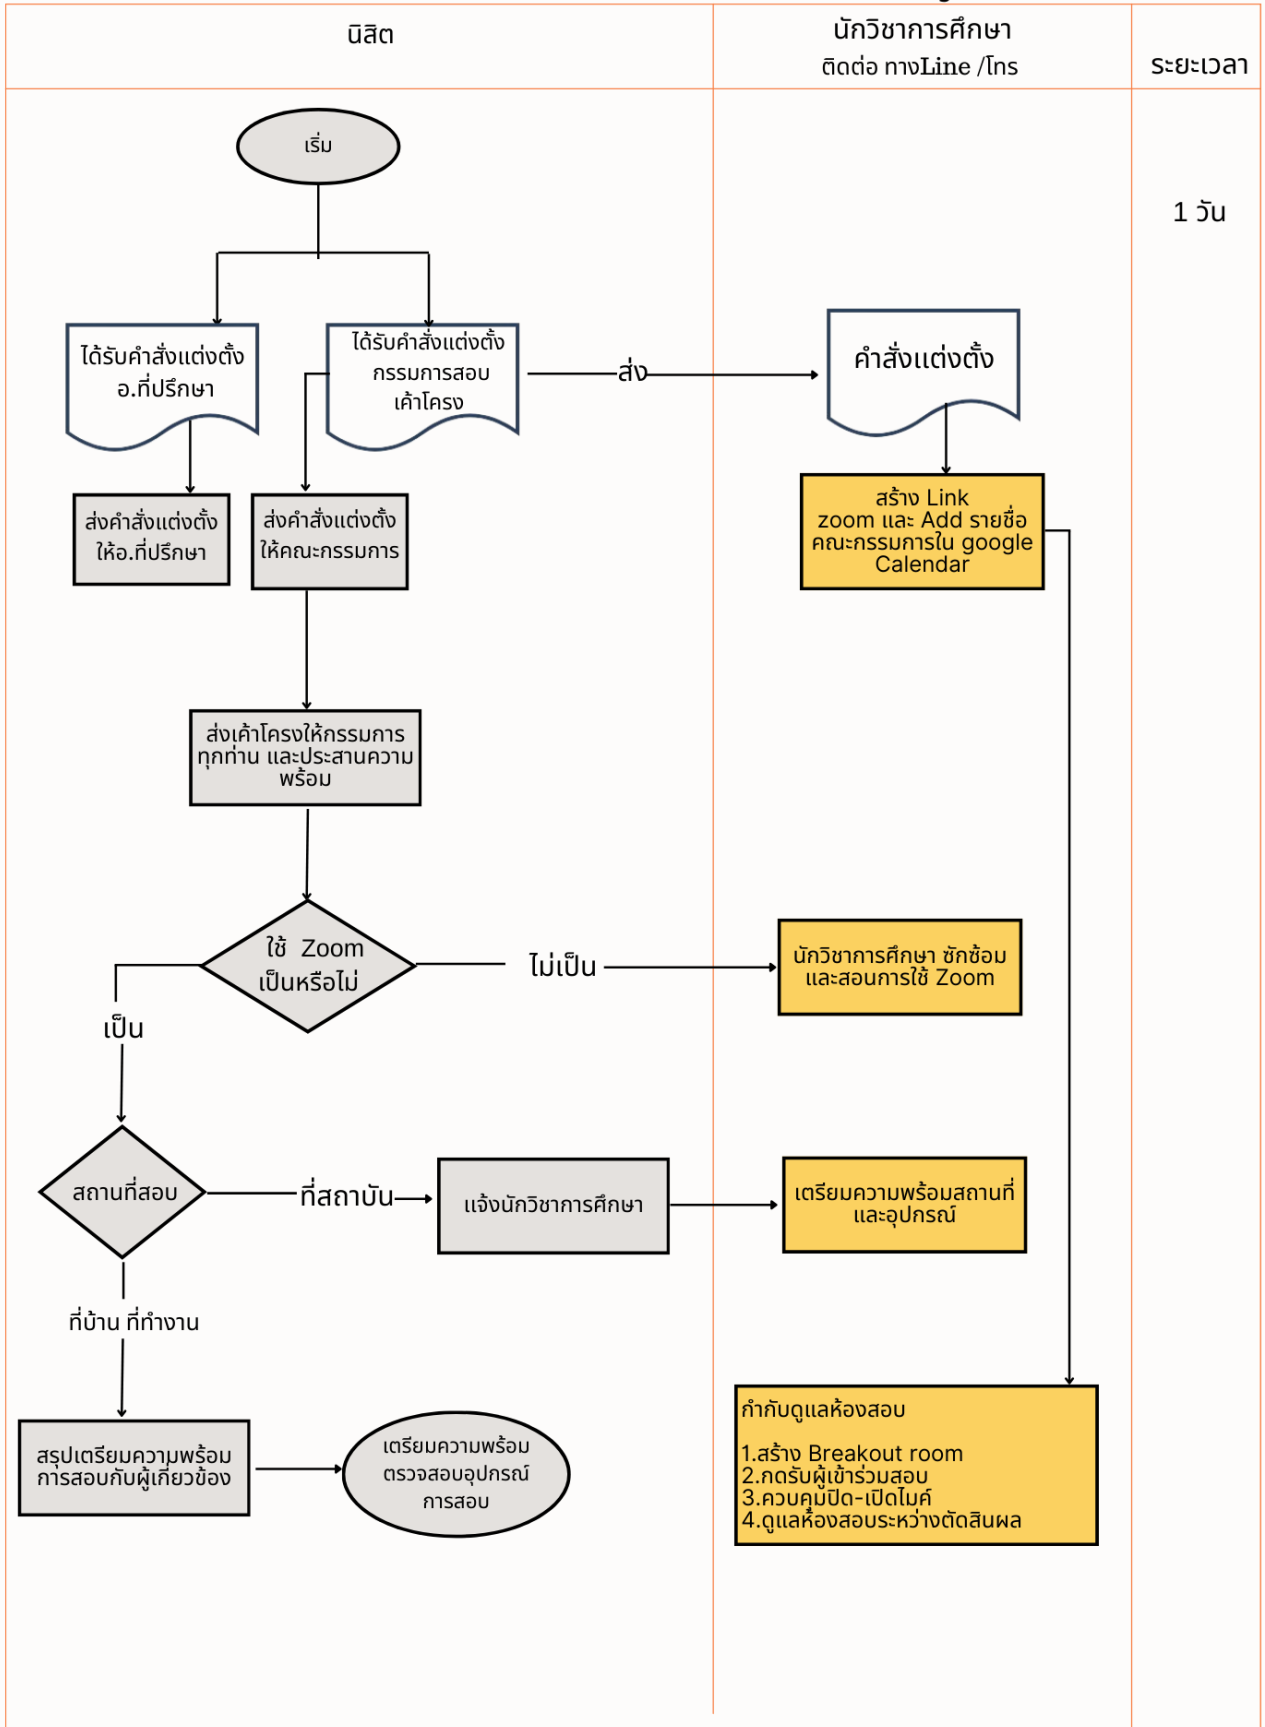 นิสิต
นักวิชาการศึกษา
ติดต่อ ทางLine /โทร
ระยะเวลา
เริ่ม
1 วัน
ได้รับคำสั่งแต่งตั้ง
อ.ที่ปรึกษา
ได้รับคำสั่งแต่งตั้ง
กรรมการสอบ
เค้าโครง
ส่ง
คำสั่งแต่งตั้ง
ส่งคำสั่งแต่งตั้ง
ให้อ.ที่ปรึกษา
ส่งคำสั่งแต่งตั้ง
ให้คณะกรรมการ
สร้าง Link
zoom และ Add รายชื่อ
คณะกรรมการใน google
Calendar
ส่งเค้าโครงให้กรรมการ
ทุกท่าน และประสานความ
พร้อม
ใช้ Zoom
เป็นหรือไม่
ไม่เป็น
นักวิชาการศึกษา ซักซ้อม
และสอนการใช้ Zoom
เป็น
สถานที่สอบ
ที่สถาบัน
แจ้งนักวิชาการศึกษา
เตรียมความพร้อมสถานที่
และอุปกรณ์
ที่บ้าน ที่ทำงาน
สรุปเตรียมความพร้อม
การสอบกับผู้เกี่ยวข้อง
เตรียมความพร้อม
ตรวจสอบอุปกรณ์
การสอบ
กำกับดูแลห้องสอบ
1.สร้าง Breakout room
2.กดรับผู้เข้าร่วมสอบ
3.ควบคุมปิด-เปิดไมค์
4.ดูแลห้องสอบระหว่างตัดสินผล